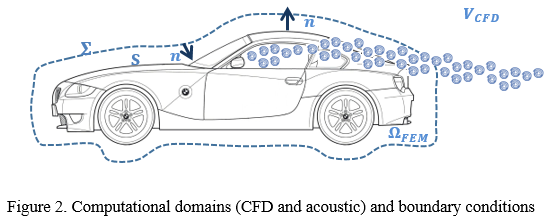 V_CFD
n
Σ
S
n
Ω_FEM
Figure 2. Computational domains (CFD and acoustic) and boundary conditions